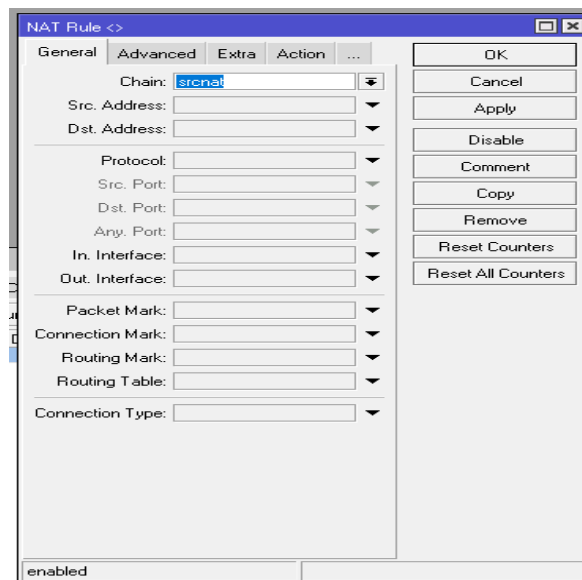 NAT Rule <>
General Advanced Extra Action ...
Chain: srcnat
Src. Address:
Dst. Address:
Protocol:
Src. Port:
Dst. Port:
Any. Port:
In. Interface:
Out. Interface:
Packet Mark:
Connection Mark:
Routing Mark:
Routing Table:
Connection Type:
OK
Cancel
Apply
Disable
Comment
Copy
Remove
Reset Counters
Reset All Counters
enabled